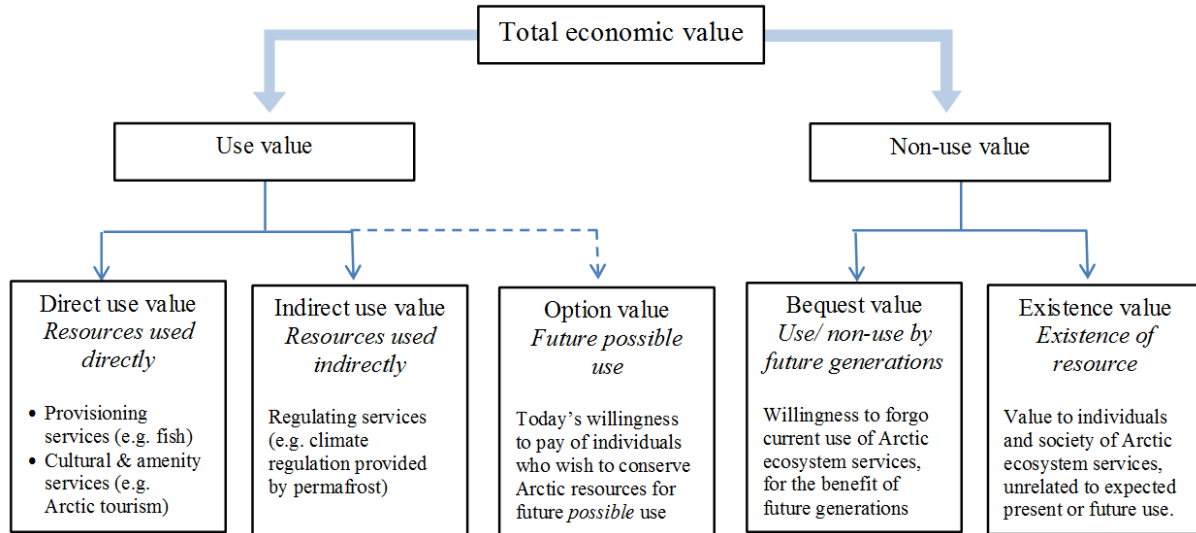 Total economic value
Use value
Non-use value
Direct use value
Resources used
directly
• Provisioning
services (e.g. fish)
• Cultural & amenity
services (e.g.
Arctic tourism)
Indirect use value
Resources used
indirectly
Regulating services
(e.g. climate
regulation provided
by permafrost)
Option value
Future possible
use
Today’s willingness
to pay of individuals
who wish to conserve
Arctic resources for
future possible use
Bequest value
Use/ non-use by
future generations
Willingness to forgo
current use of Arctic
ecosystem services,
for the benefit of
future generations
Existence value
Existence of
resource
Value to individuals
and society of Arctic
ecosystem services,
unrelated to expected
present or future use.